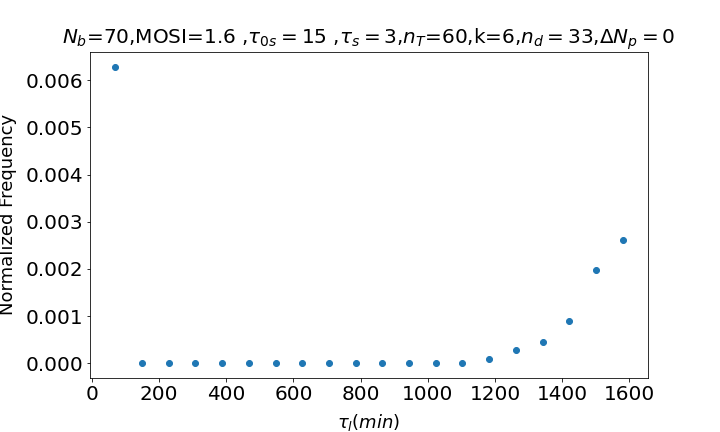 N_b=70,MOSI=1.6 ,τ_0s = 15 ,τ_s = 3,n_T=60,k=6,n_d = 33,ΔN_p = 0
Normalized Frequency
0.006
0.005
0.004
0.003
0.002
0.001
0.000
0 200 400 600 800 1000 1200 1400 1600
τ_l(min)